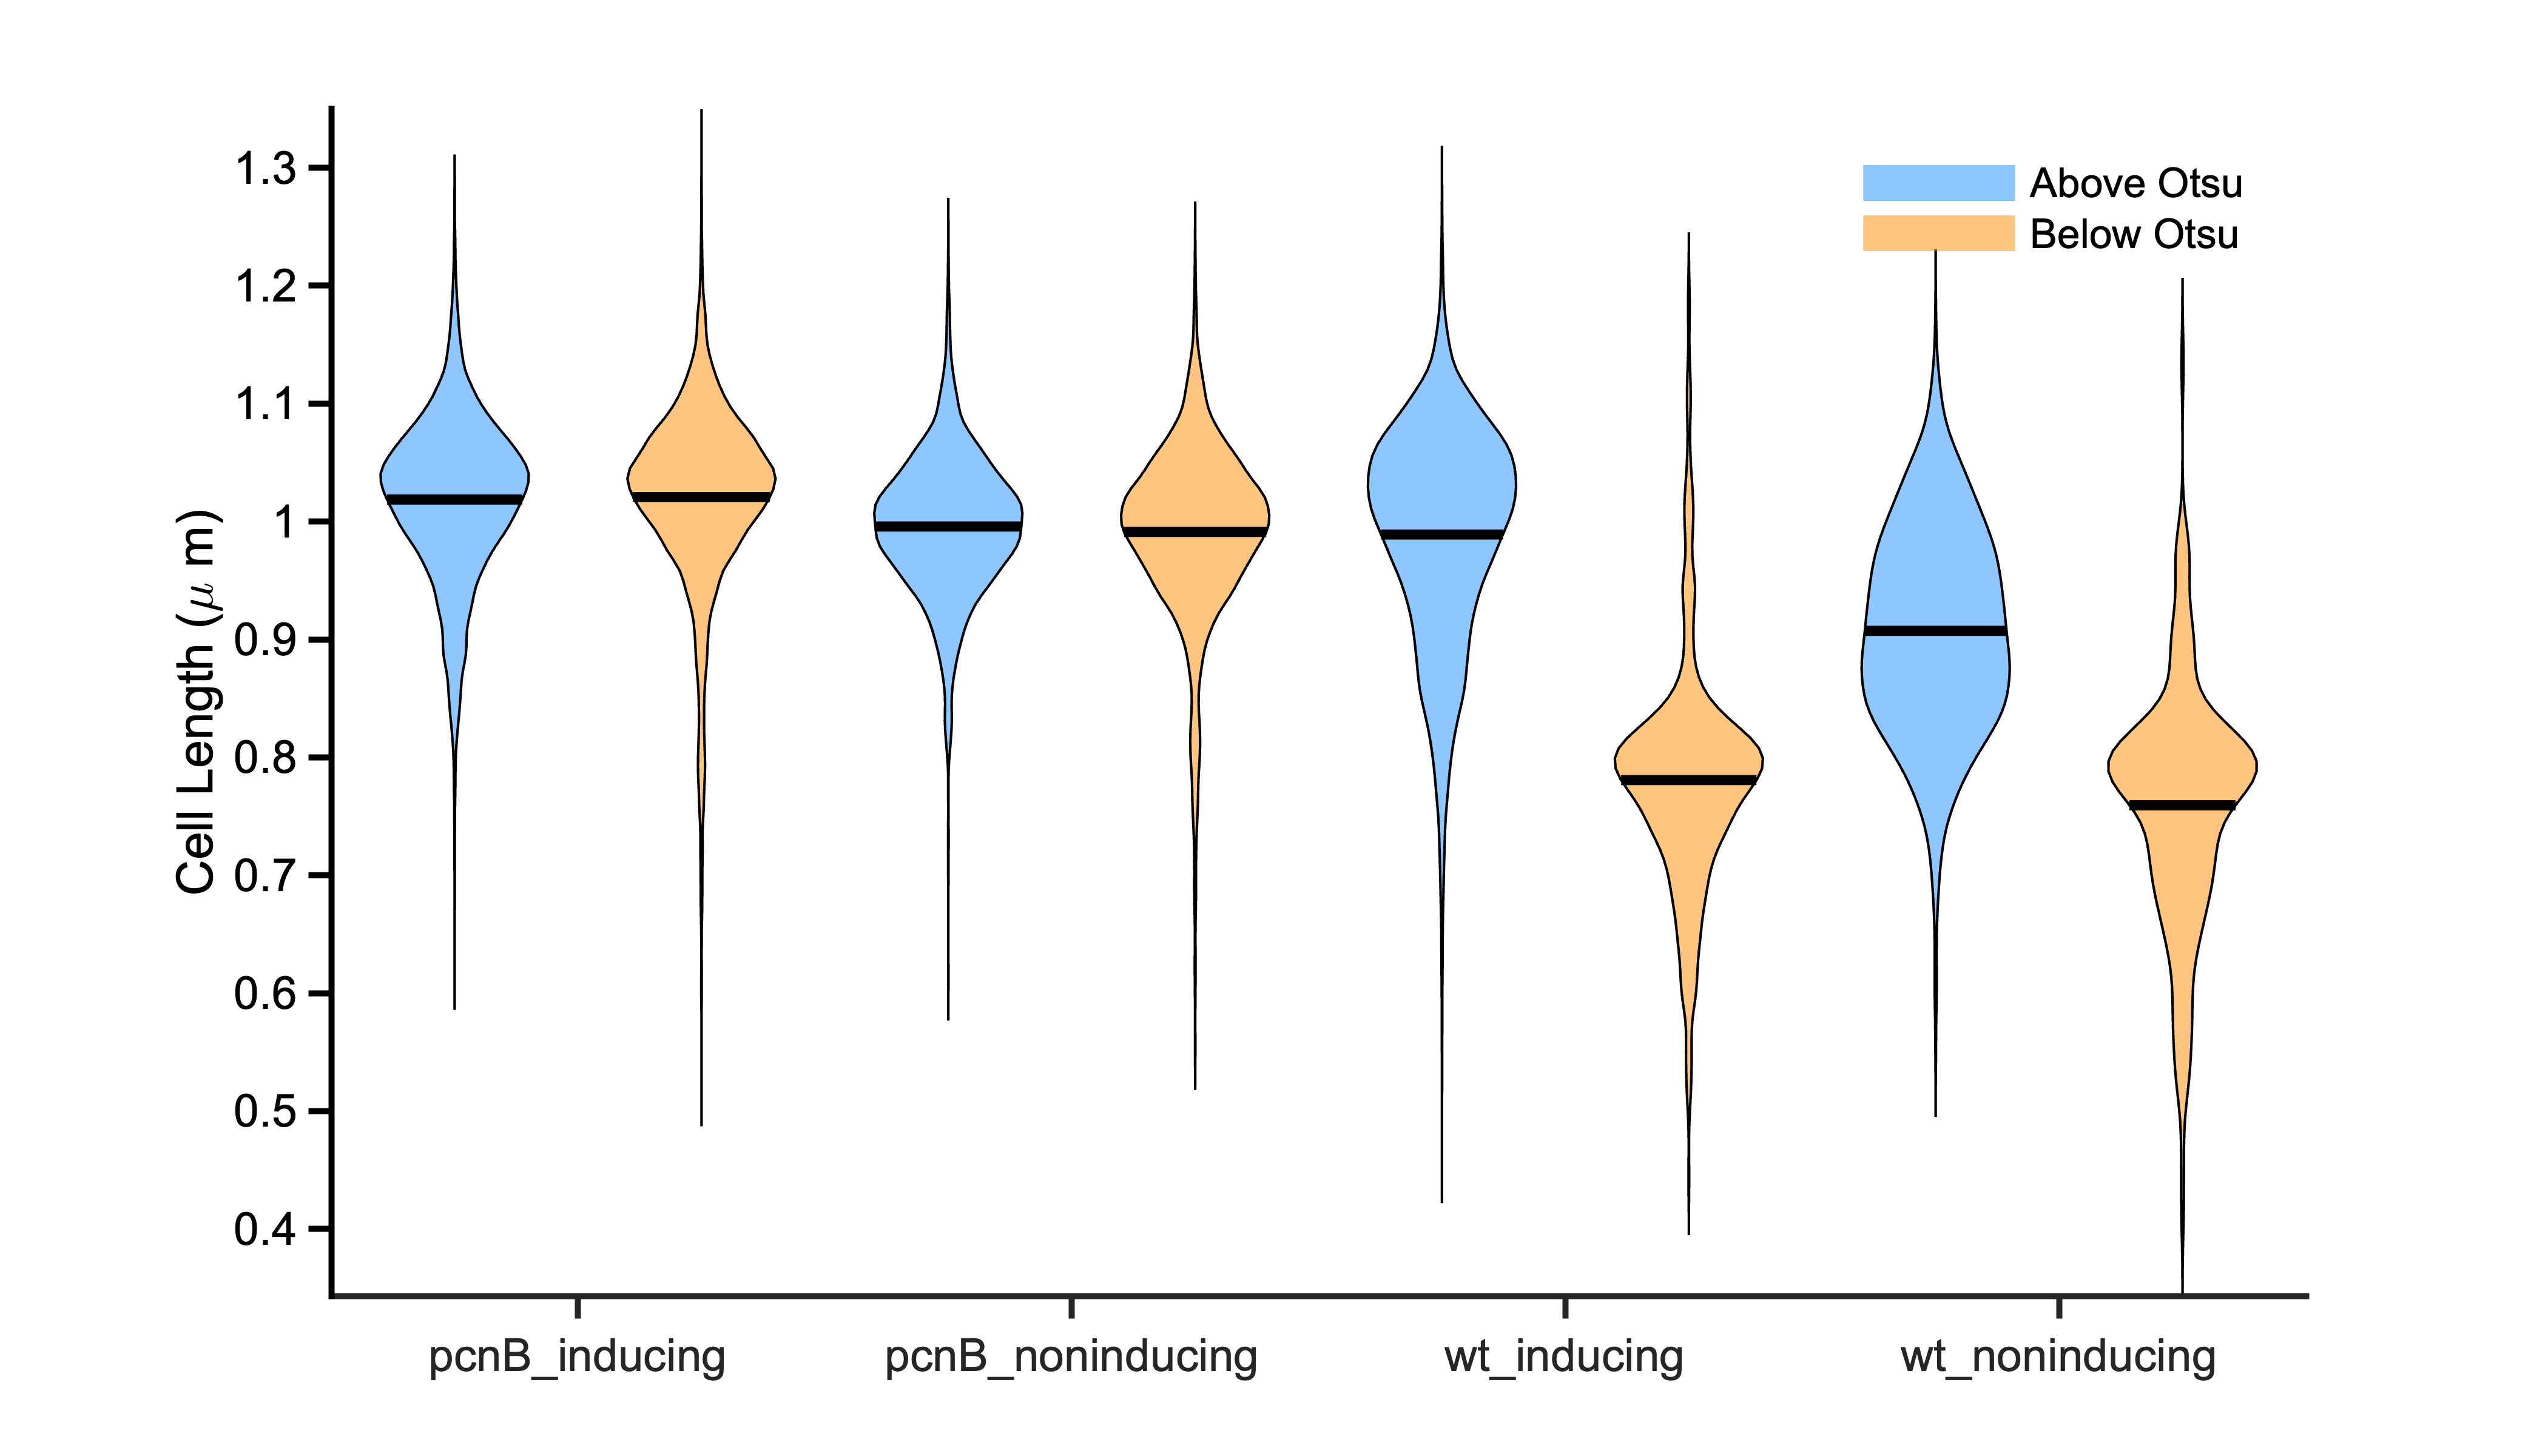 Cell Length (μ m)
1.3
1.2
1.1
1
0.9
0.8
0.7
0.6
0.5
0.4
Above Otsu
Below Otsu
pcnB_inducing
pcnB_noninducing
wt_inducing
wt_noninducing